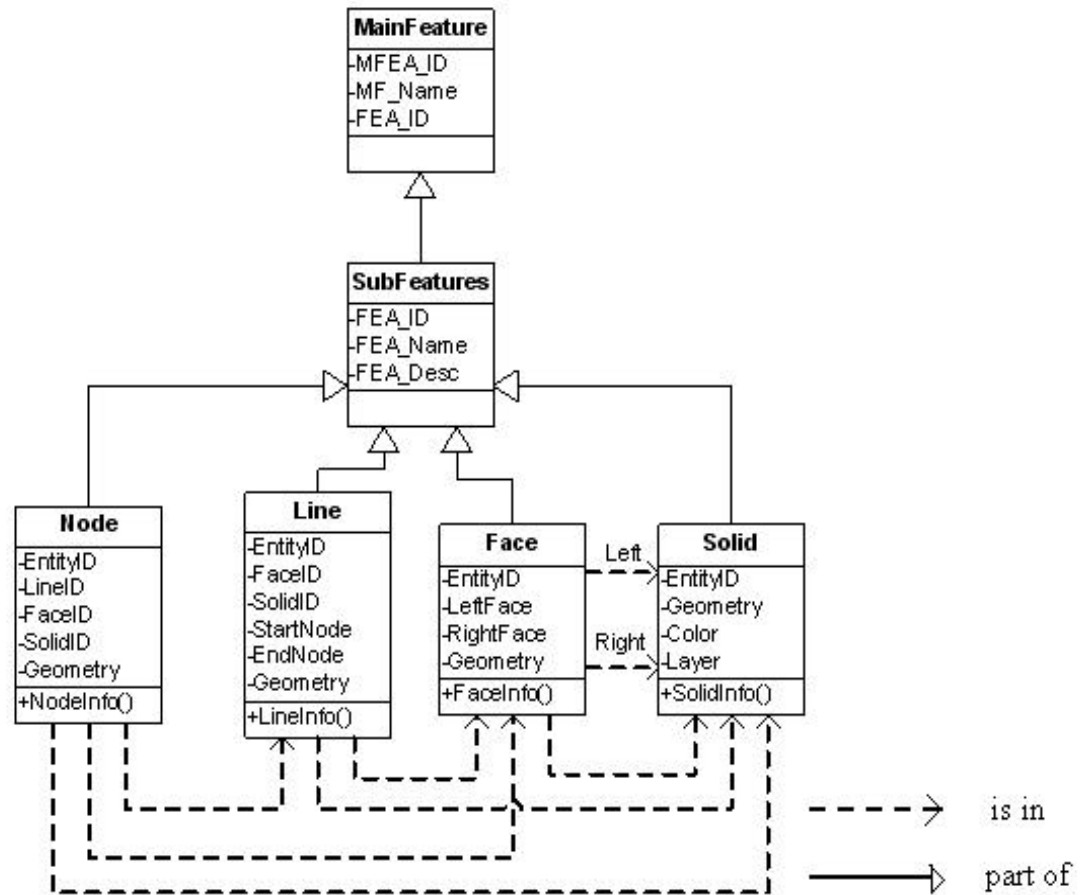 MainFeature
-MFEA_ID
-MF_Name
-FEA_ID
SubFeatures
-FEA_ID
-FEA_Name
-FEA_Desc
Node
-EntityID
-LineID
-FaceID
-SolidID
-Geometry
+NodeInfo()
Line
-EntityID
-FaceID
-SolidID
-StartNode
-EndNode
-Geometry
+LineInfo()
Face
-EntityID
-LeftFace
-RightFace
-Geometry
+FaceInfo()
Left
Right
Solid
-EntityID
-Geometry
-Color
-Layer
+SolidInfo()
is in
part of